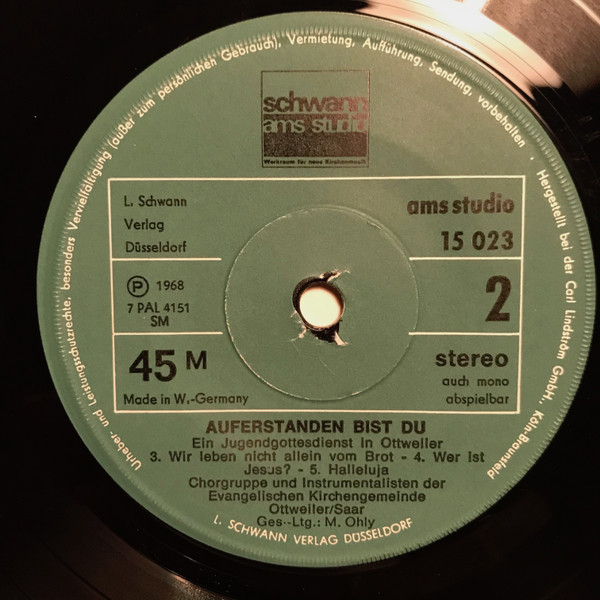 Urheber- und Leistungsschutzrechte, besonders Vervielfältigung (außer zum persönlichen Gebrauch), Vermietung, Aufführung, Sendung, vorbehalten · Hergestellt bei der Carl Lindström GmbH., Köln-Braunsfeld
schwann
ams studio
Werkraum für neue Kirchenmusik
L. Schwann
Verlag
Düsseldorf
ams studio
15 023
Ⓟ 1968
7 PAL 4151
SM
2
45 M
Made in W.-Germany
stereo
auch mono
abspielbar
AUFERSTANDEN BIST DU
Ein Jugendgottesdienst in Ottweiler
3. Wir leben nicht allein vom Brot - 4. Wer ist
Jesus? - 5. Halleluja
Chorgruppe und Instrumentalisten der
Evangelischen Kirchengemeinde
Ottweiler/Saar
Ges.-Ltg.: M. Ohly
L. SCHWANN VERLAG DÜSSELDORF